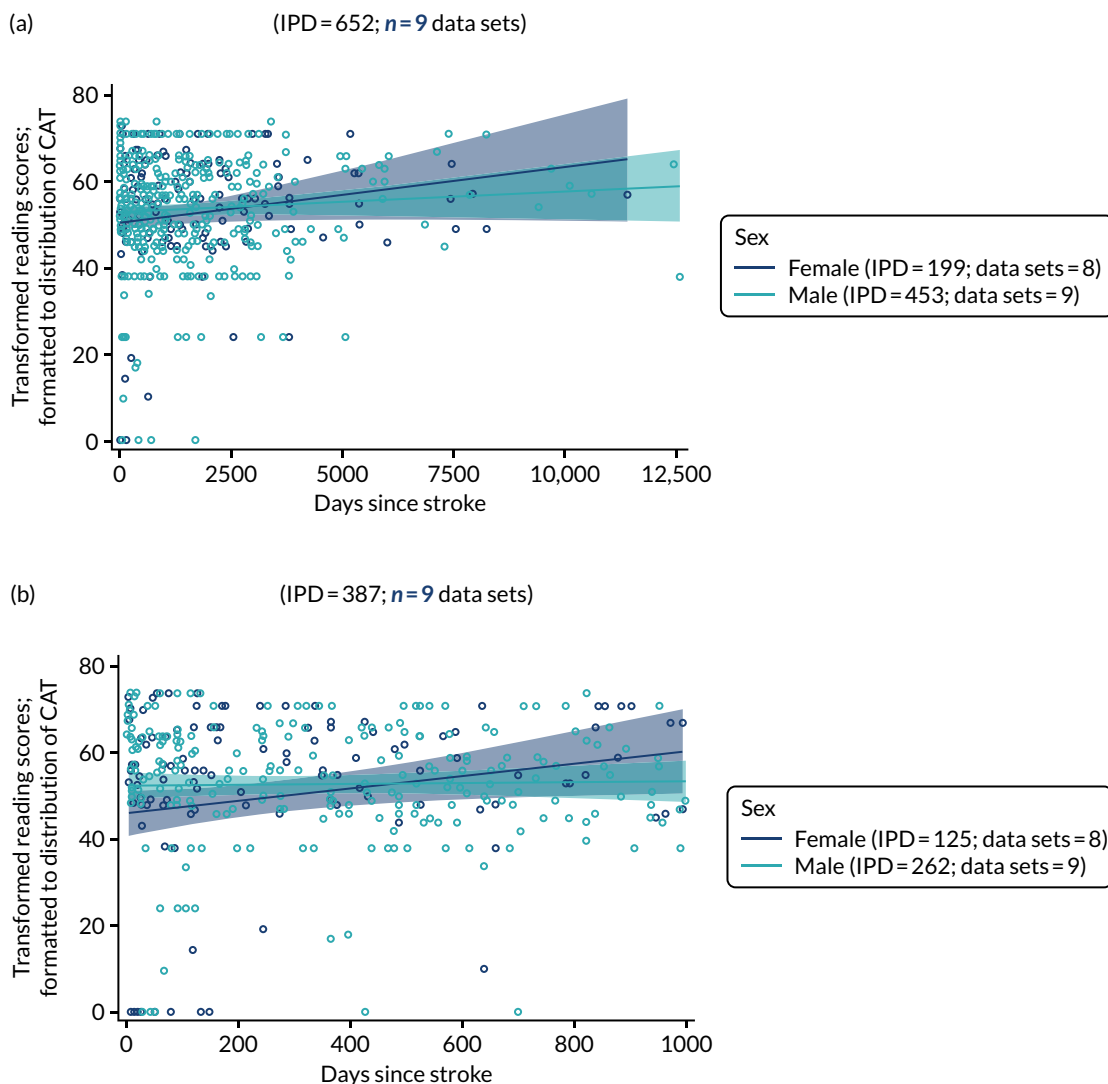 (a)
(IPD = 652; n = 9 data sets)
Transformed reading scores;
formatted to distribution of CAT
80
60
40
20
0
0 2500 5000 7500 10,000 12,500
Days since stroke
Sex
Female (IPD = 199; data sets = 8)
Male (IPD = 453; data sets = 9)
(b)
(IPD = 387; n = 9 data sets)
Transformed reading scores;
formatted to distribution of CAT
80
60
40
20
0
0 200 400 600 800 1000
Days since stroke
Sex
Female (IPD = 125; data sets = 8)
Male (IPD = 262; data sets = 9)